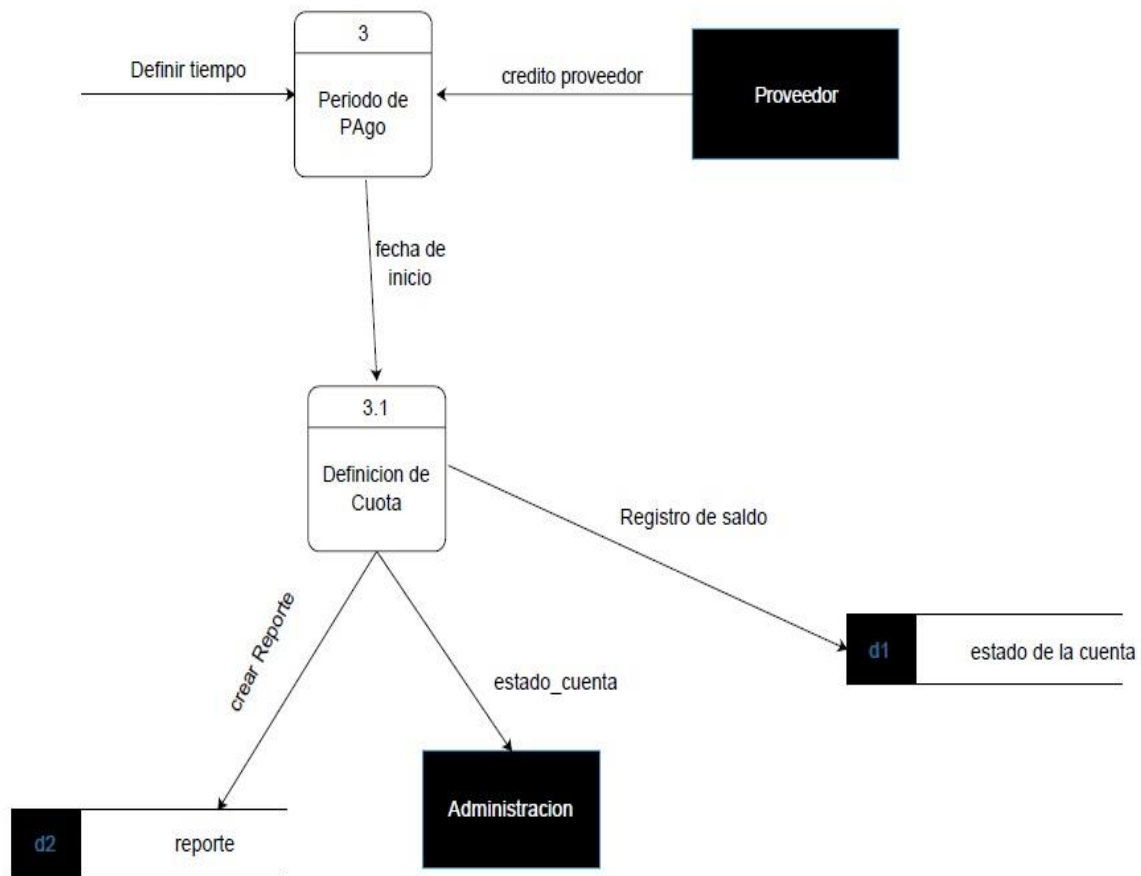 3
Definir tiempo
Periodo de
PAgo
credito proveedor
Proveedor
fecha de
inicio
3.1
Definicion de
Cuota
Registro de saldo
crear Reporte
estado_cuenta
d1
estado de la cuenta
Administracion
d2
reporte